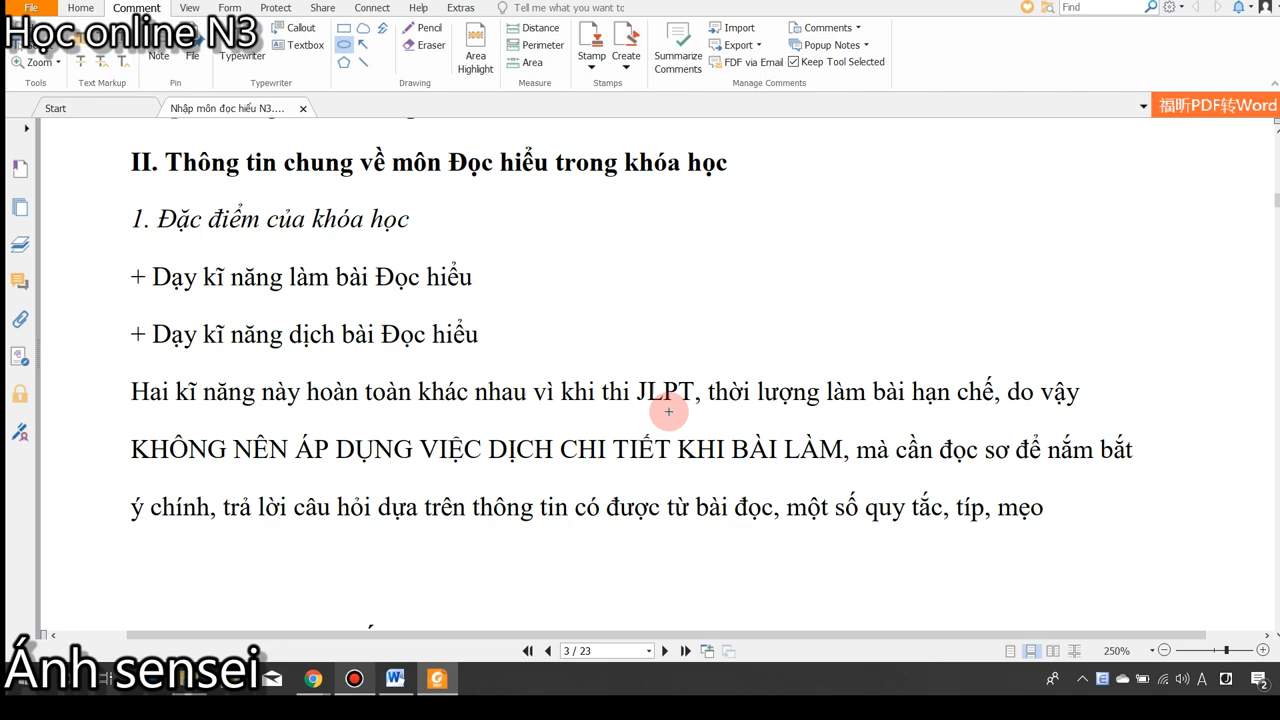 File Home Comment View Form Protect Share Connect Help Extras Tell me what you want to Find
Học online N3
Callout
Textbox
Typewriter
Pencil
Eraser
Area Highlight
Distance
Perimeter
Area
Stamp Create
Summarize Comments
Import
Export
FDF via Email
Comments
Popup Notes
Keep Tool Selected
Zoom
Note File
Tools Text Markup Pin Typewriter Drawing Measure Stamps Manage Comments
Start Nhập môn đọc hiểu N3.... 福昕PDF转Word
II. Thông tin chung về môn Đọc hiểu trong khóa học
1. Đặc điểm của khóa học
+ Dạy kĩ năng làm bài Đọc hiểu
+ Dạy kĩ năng dịch bài Đọc hiểu
Hai kĩ năng này hoàn toàn khác nhau vì khi thi JLPT, thời lượng làm bài hạn chế, do vậy
KHÔNG NÊN ÁP DỤNG VIỆC DỊCH CHI TIẾT KHI BÀI LÀM, mà cần đọc sơ để nắm bắt
ý chính, trả lời câu hỏi dựa trên thông tin có được từ bài đọc, một số quy tắc, típ, mẹo
3 / 23 250%
Ánh sensei